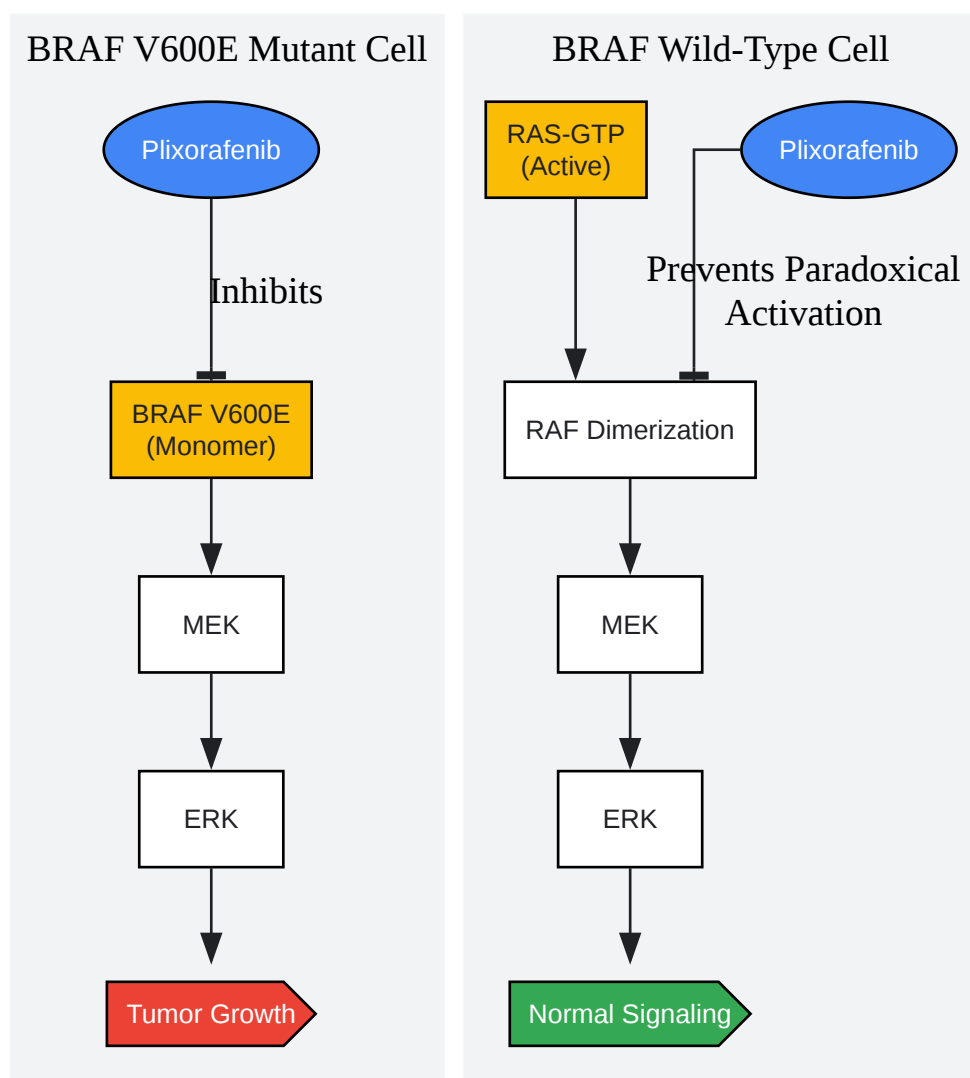 BRAF V600E Mutant Cell
Plixorafenib
Inhibits
BRAF V600E
(Monomer)
MEK
ERK
Tumor Growth
BRAF Wild-Type Cell
RAS-GTP
(Active)
Plixorafenib
Prevents Paradoxical
Activation
RAF Dimerization
MEK
ERK
Normal Signaling